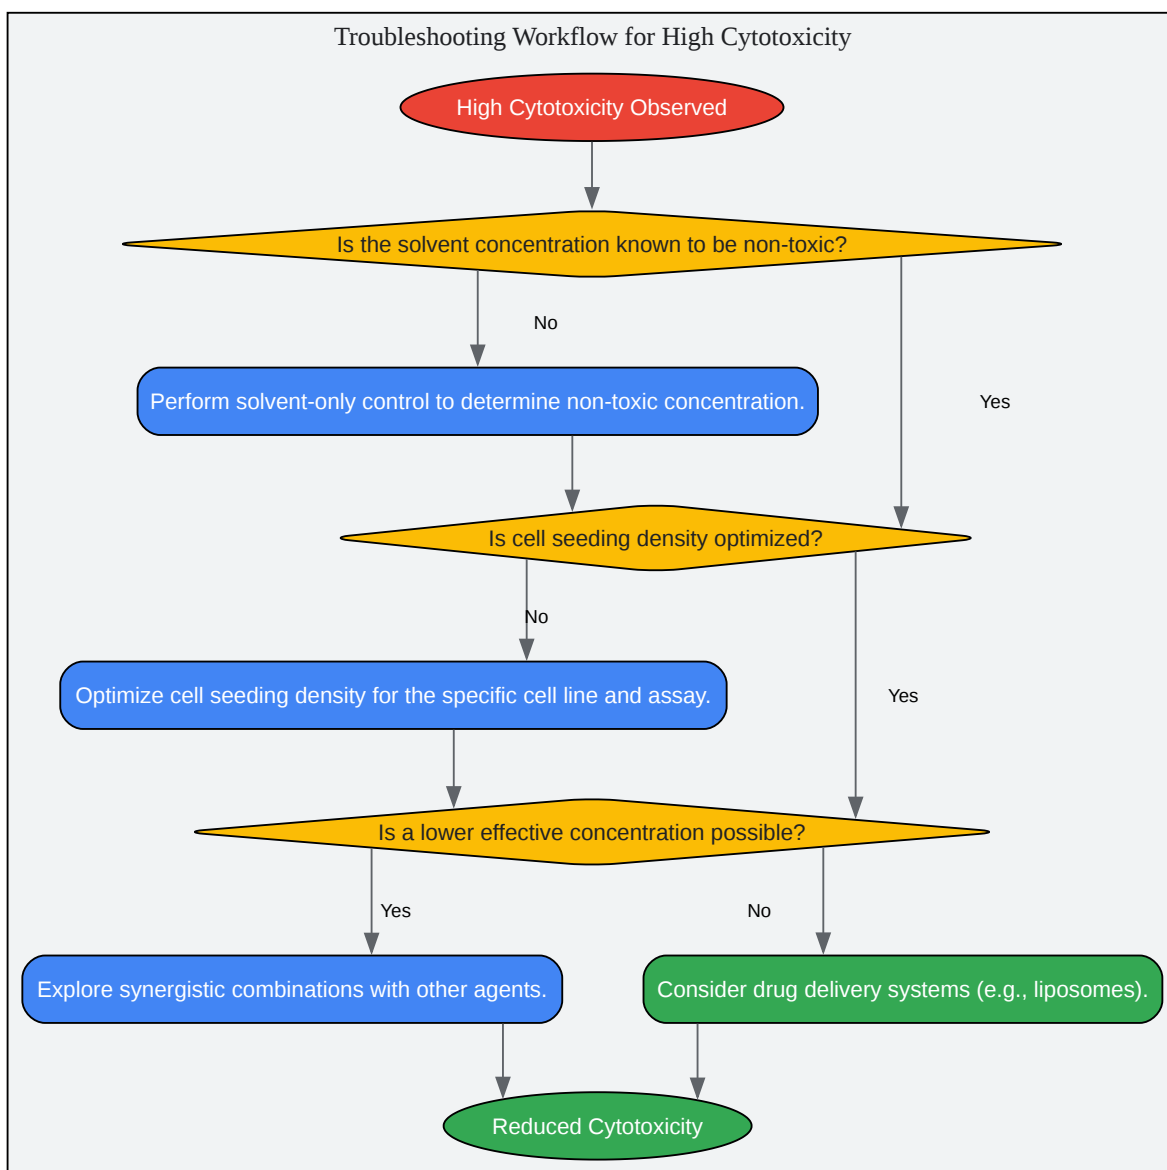 Troubleshooting Workflow for High Cytotoxicity
High Cytotoxicity Observed
Is the solvent concentration known to be non-toxic?
No
Perform solvent-only control to determine non-toxic concentration.
Yes
Is cell seeding density optimized?
No
Optimize cell seeding density for the specific cell line and assay.
Yes
Is a lower effective concentration possible?
Yes
No
Explore synergistic combinations with other agents.
Consider drug delivery systems (e.g., liposomes).
Reduced Cytotoxicity